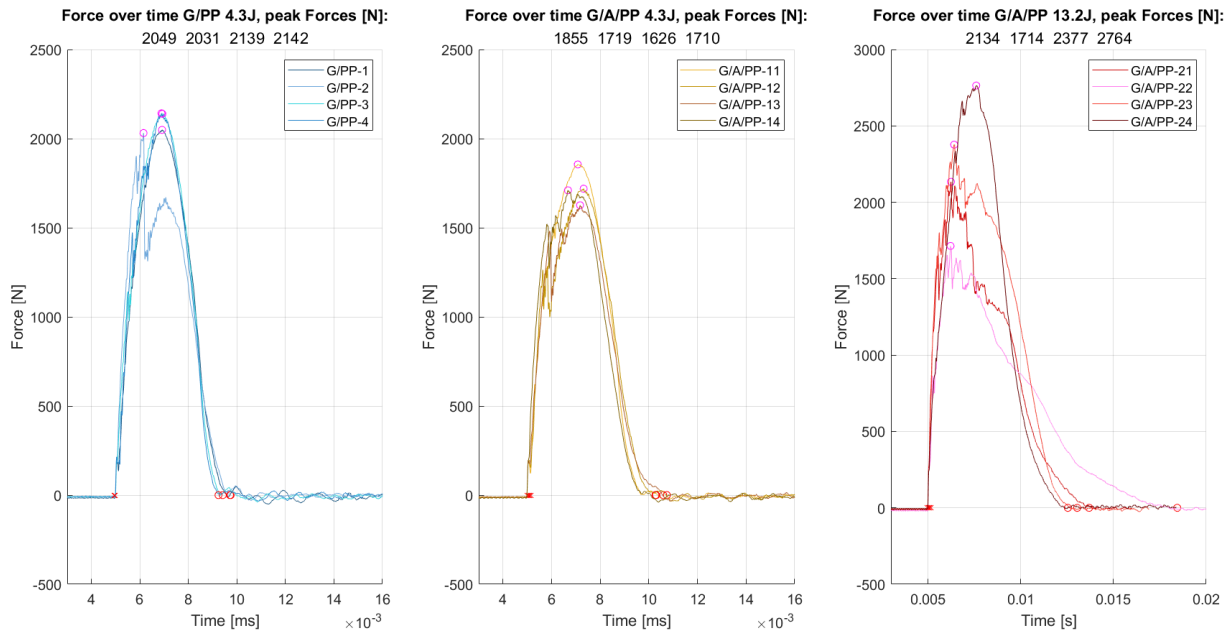 Force over time G/PP 4.3J, peak Forces [N]:
2049 2031 2139 2142
2500
2000
1500
1000
500
0
-500
Force [N]
G/PP-1
G/PP-2
G/PP-3
G/PP-4
4 6 8 10 12 14 16
Time [ms]
×10^-3
Force over time G/A/PP 4.3J, peak Forces [N]:
1855 1719 1626 1710
2500
2000
1500
1000
500
0
-500
Force [N]
G/A/PP-11
G/A/PP-12
G/A/PP-13
G/A/PP-14
4 6 8 10 12 14 16
Time [ms]
×10^-3
Force over time G/A/PP 13.2J, peak Forces [N]:
2134 1714 2377 2764
3000
2500
2000
1500
1000
500
0
-500
Force [N]
G/A/PP-21
G/A/PP-22
G/A/PP-23
G/A/PP-24
0.005 0.01 0.015 0.02
Time [s]